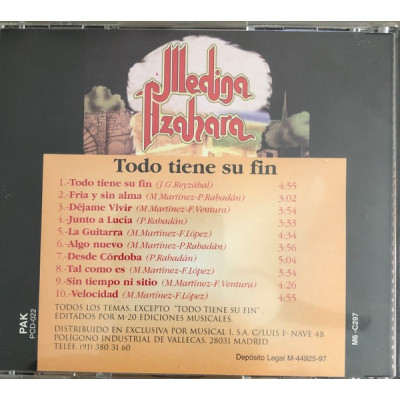 Medina
Azahara
Todo tiene su fin
1.-Todo tiene su fin (J.G.Reyzábal) 4:55
2.-Fria y sin alma (M.Martínez-P.Rabadán) 3:02
3.-Déjame Vivir (M.Martínez-F.Ventura) 3:54
4.-Junto a Lucía (P.Rabadán) 3:33
5.-La Guitarra (M.Martínez-F.López) 3:34
6.-Algo nuevo (M.Martínez-P.Rabadán) 3:56
7.-Desde Córdoba (P.Rabadán) 5:04
8.-Tal como es (M.Martínez-F.López) 4:34
9.-Sin tiempo ni sitio (M.Martínez-F.Ventura) 4:26
10.-Velocidad (M.Martínez-F.López) 4:55
TODOS LOS TEMAS, EXCEPTO "TODO TIENE SU FIN"
EDITADOS POR M-20 EDICIONES MUSICALES.
DISTRIBUIDO EN EXCLUSIVA POR MUSICAL 1, S.A. C/LUIS I- NAVE 4B
POLÍGONO INDUSTRIAL DE VALLECAS. 28031 MADRID
TELÉF. (91) 380 31 60
Depósito Legal M-44925-97
PAK
PCD-022
M6 -C297